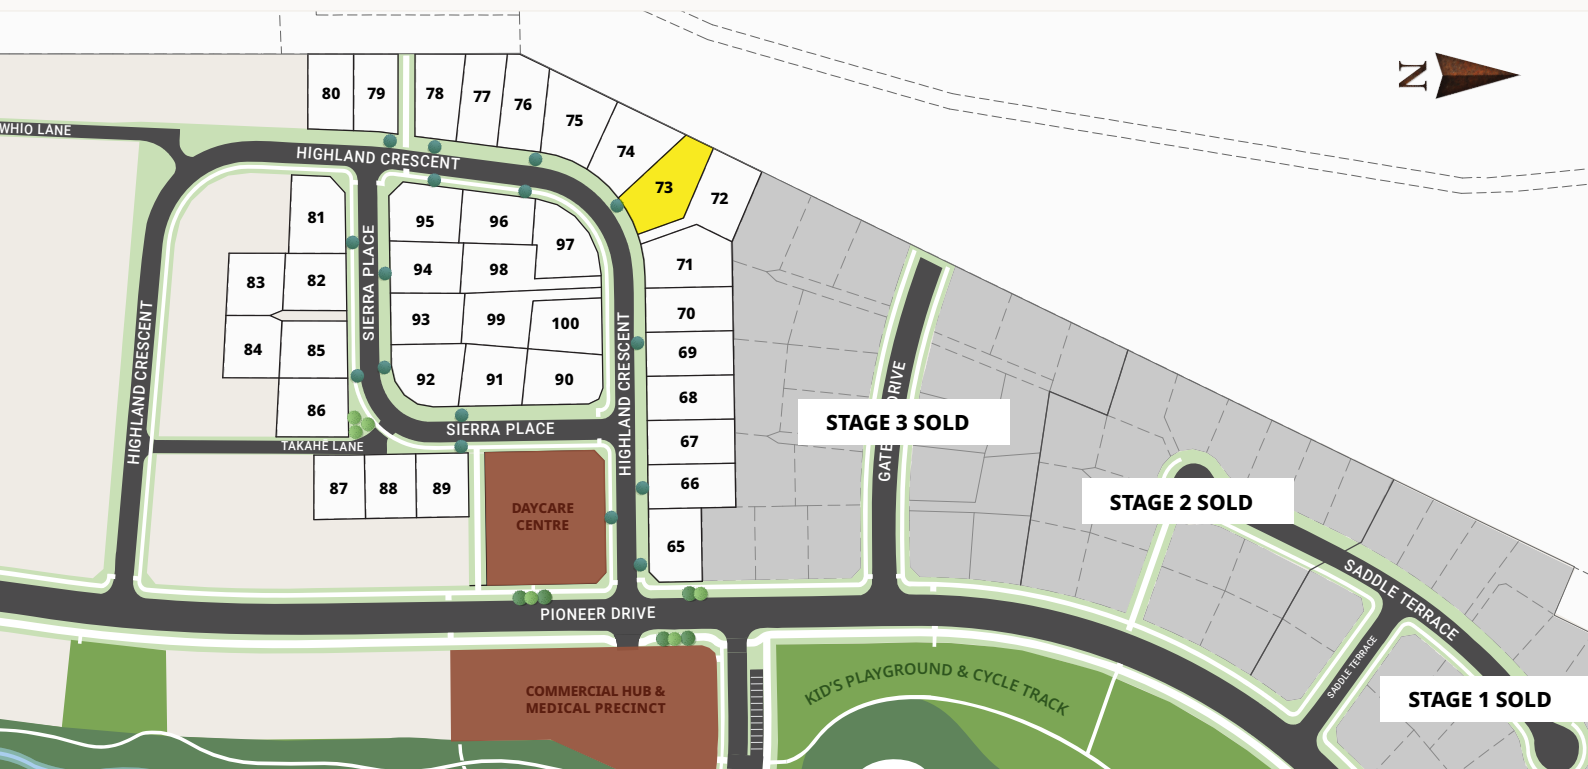 N
80
79
78
77
76
75
74
73
72
WHIO LANE
HIGHLAND CRESCENT
81
82
83
84
85
86
SIERRA PLACE
95
96
97
94
98
93
99
100
92
91
90
71
70
69
68
67
66
65
HIGHLAND CRESCENT
HIGHLAND CRESCENT
SIERRA PLACE
TAKAHE LANE
87
88
89
DAYCARE
CENTRE
STAGE 3 SOLD
DRIVE
STAGE 2 SOLD
SADDLE TERRACE
SADDLE TERRACE
STAGE 1 SOLD
PIONEER DRIVE
COMMERCIAL HUB &
MEDICAL PRECINCT
KID'S PLAYGROUND & CYCLE TRACK